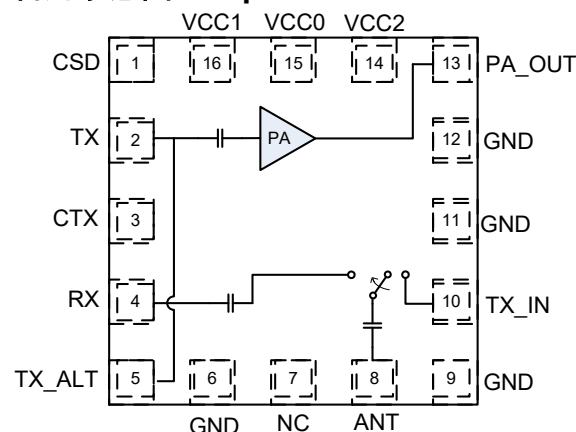 VCC1 VCC0 VCC2
CSD 1 16 15 14 13 PA_OUT
TX 2 PA 12 GND
CTX 3 11 GND
RX 4 10 TX_IN
TX_ALT 5 6 7 8 9 GND
GND NC ANT